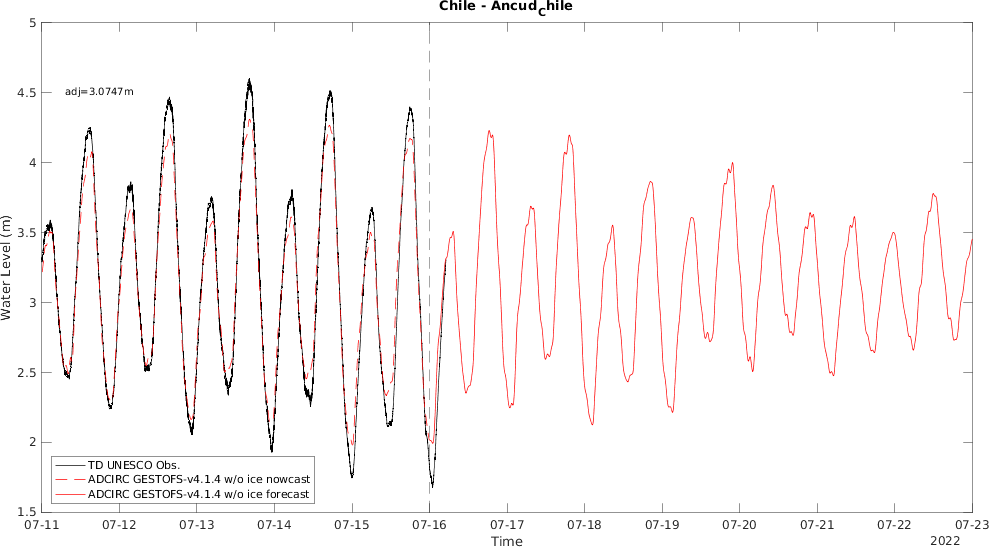 Chile - Ancud_Chile
5
4.5
4
3.5
3
2.5
2
1.5
Water Level (m)
adj=3.0747m
TD UNESCO Obs.
ADCIRC GESTOFS-v4.1.4 w/o ice nowcast
ADCIRC GESTOFS-v4.1.4 w/o ice forecast
07-11 07-12 07-13 07-14 07-15 07-16 07-17 07-18 07-19 07-20 07-21 07-22 07-23
Time
2022